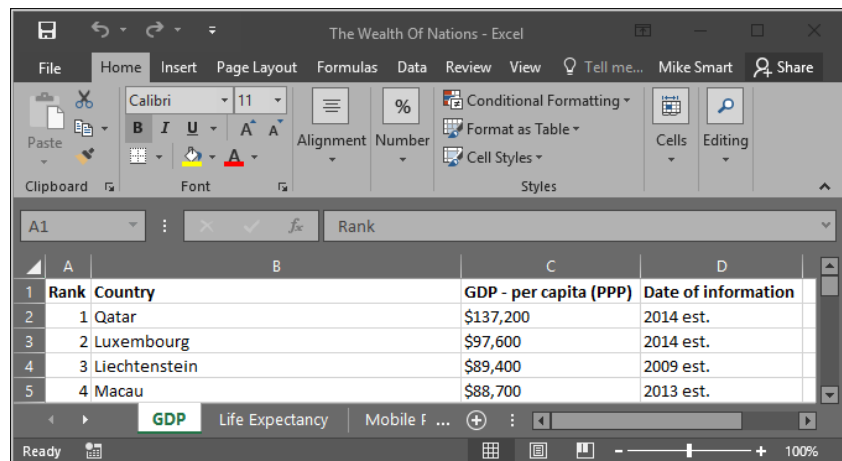 The Wealth Of Nations - Excel
File Home Insert Page Layout Formulas Data Review View Tell me... Mike Smart Share
Calibri 11 % Conditional Formatting
Paste B I U A A Alignment Number Format as Table Cells Editing
A Cell Styles
Clipboard Font Styles
A1 fx Rank
A B C D
1 Rank Country GDP - per capita (PPP) Date of information
2 1 Qatar $137,200 2014 est.
3 2 Luxembourg $97,600 2014 est.
4 3 Liechtenstein $89,400 2009 est.
5 4 Macau $88,700 2013 est.
GDP Life Expectancy Mobile ...
Ready 100%